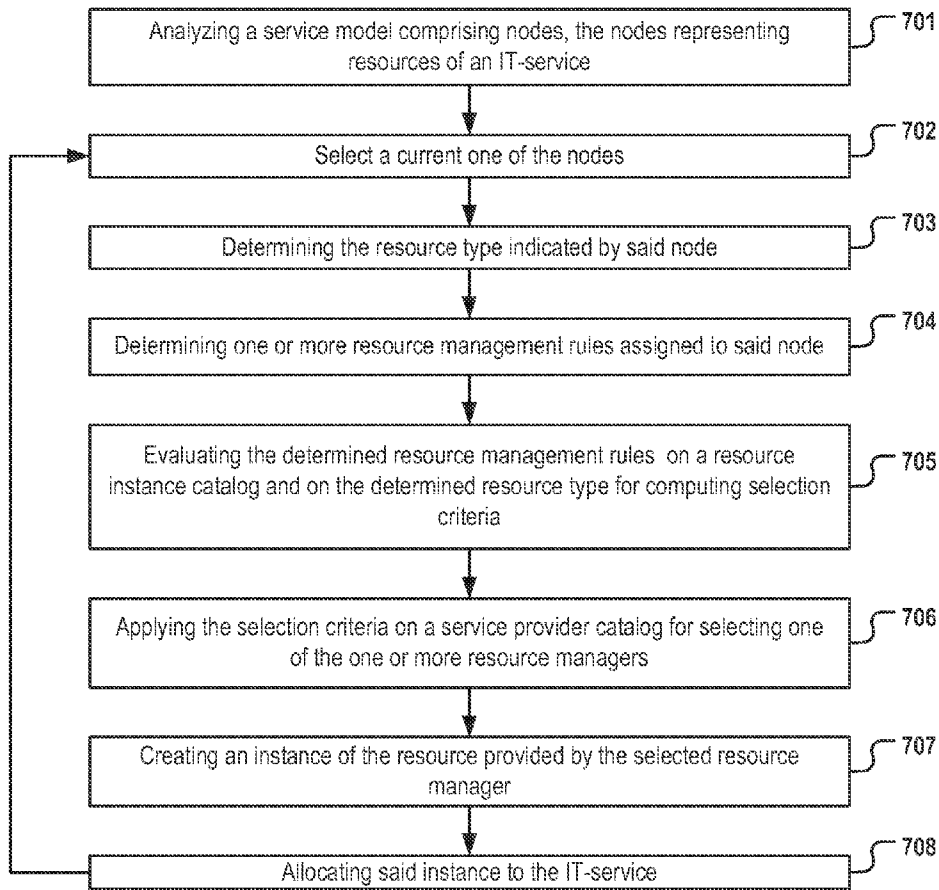 Analyzing a service model comprising nodes, the nodes representing
resources of an IT-service
701
Select a current one of the nodes
702
Determining the resource type indicated by said node
703
Determining one or more resource management rules assigned to said node
704
Evaluating the determined resource management rules on a resource
instance catalog and on the determined resource type for computing selection
criteria
705
Applying the selection criteria on a service provider catalog for selecting one
of the one or more resource managers
706
Creating an instance of the resource provided by the selected resource
manager
707
Allocating said instance to the IT-service
708